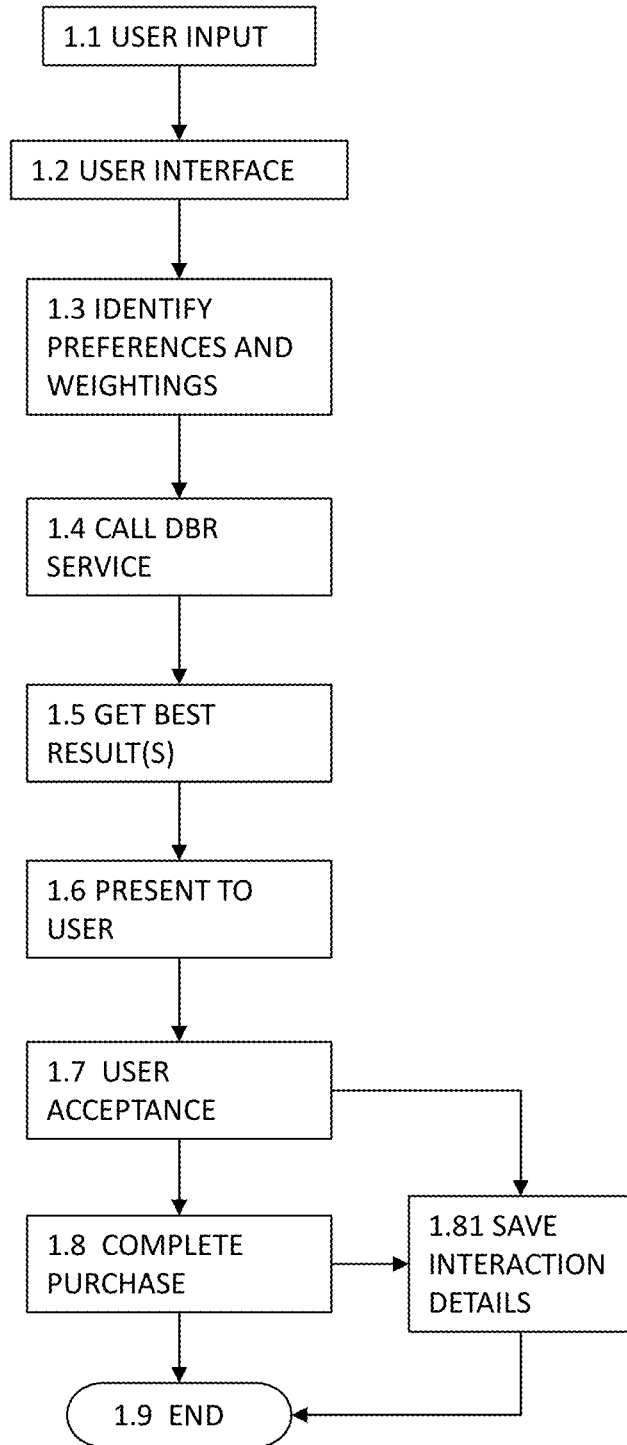 1.1 USER INPUT
1.2 USER INTERFACE
1.3 IDENTIFY
PREFERENCES AND
WEIGHTINGS
1.4 CALL DBR
SERVICE
1.5 GET BEST
RESULT(S)
1.6 PRESENT TO
USER
1.7 USER
ACCEPTANCE
1.8 COMPLETE
PURCHASE
1.81 SAVE
INTERACTION
DETAILS
1.9 END